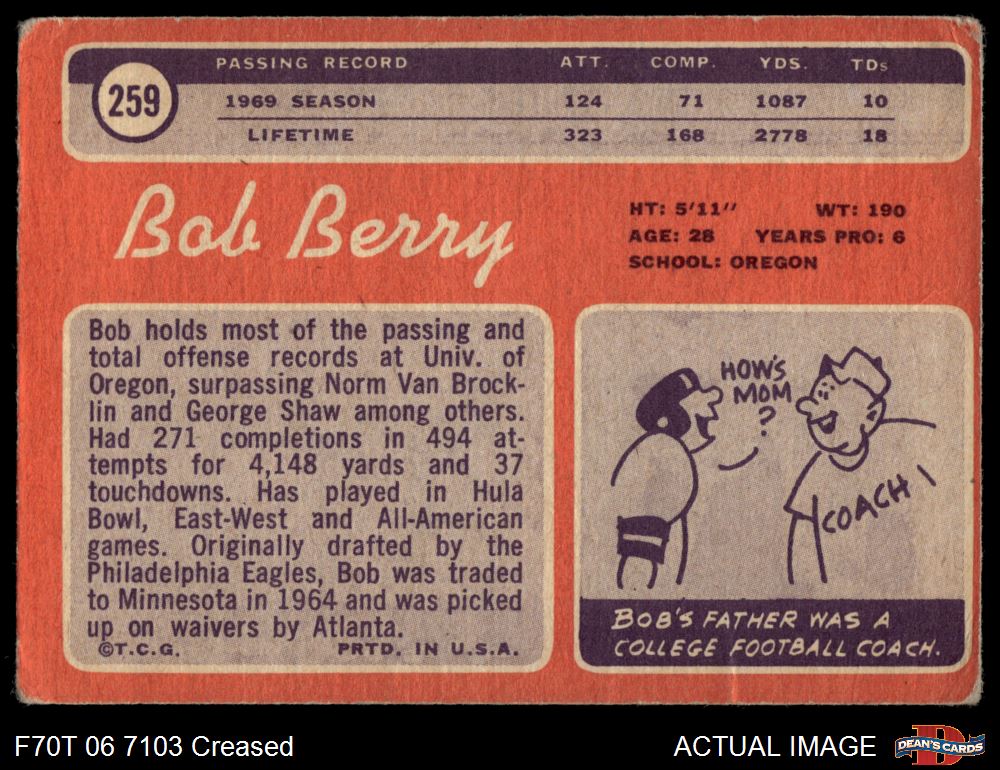 PASSING RECORD ATT. COMP. YDS. TDs
259
1969 SEASON 124 71 1087 10
LIFETIME 323 168 2778 18
Bob Berry
HT: 5'11" WT: 190
AGE: 28 YEARS PRO: 6
SCHOOL: OREGON
Bob holds most of the passing and
total offense records at Univ. of
Oregon, surpassing Norm Van Brock-
lin and George Shaw among others.
Had 271 completions in 494 at-
tempts for 4,148 yards and 37
touchdowns. Has played in Hula
Bowl, East-West and All-American
games. Originally drafted by the
Philadelphia Eagles, Bob was traded
to Minnesota in 1964 and was picked
up on waivers by Atlanta.
©T.C.G. PRTD. IN U.S.A.
HOW'S
MOM
?
COACH
BOB'S FATHER WAS A
COLLEGE FOOTBALL COACH.
F70T 06 7103 Creased
ACTUAL IMAGE
DEAN'S CARDS